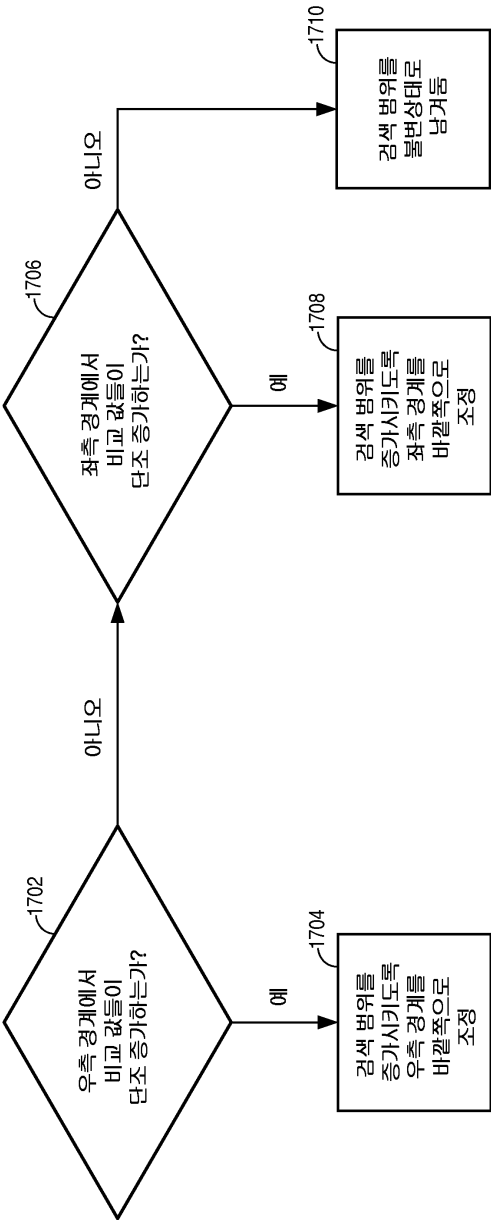 1702
우측 경계에서
비교 값들이
단조 증가하는가?
아니오
예
1704
검색 범위를
증가시키도록
우측 경계를
바깥쪽으로
조정
1706
좌측 경계에서
비교 값들이
단조 증가하는가?
아니오
예
1708
검색 범위를
증가시키도록
좌측 경계를
바깥쪽으로
조정
1710
검색 범위를
불변상태로
남겨둠